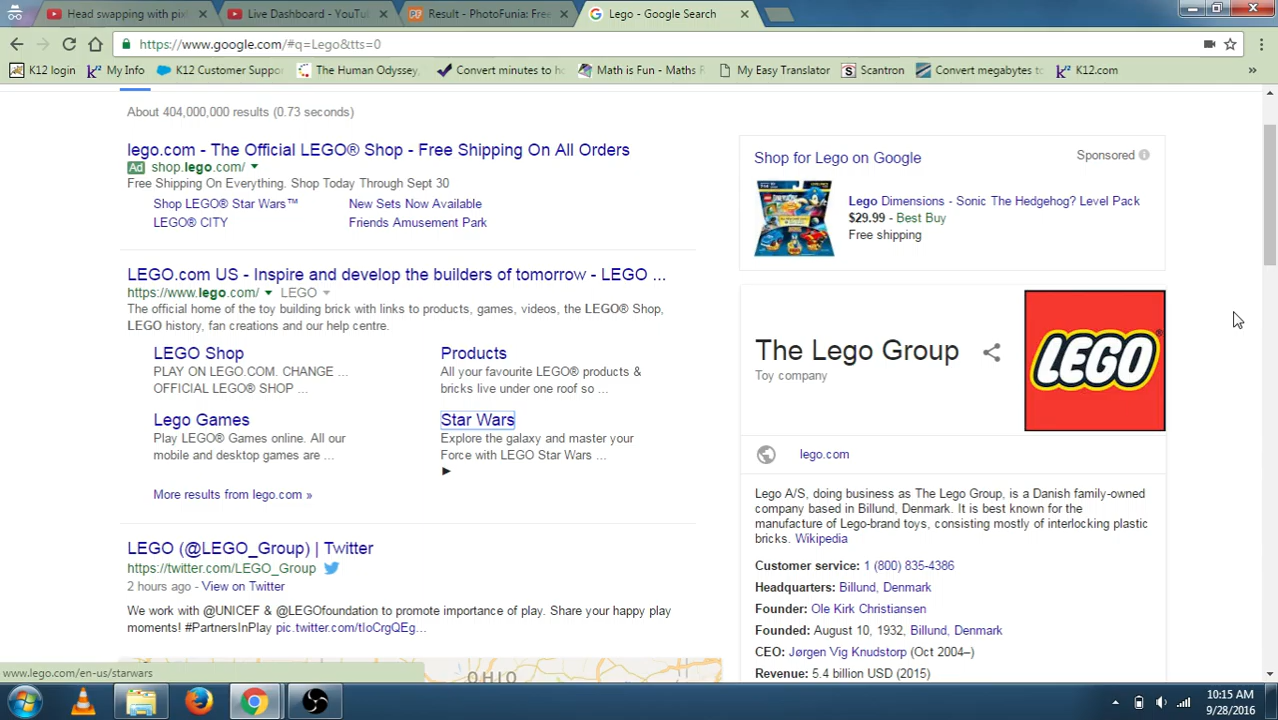 Head swapping with pix
Live Dashboard - YouTu
Result - PhotoFunia: Free
Lego - Google Search
https://www.google.com/#q=Lego&tts=0
K12 login
My Info
K12 Customer Suppo
The Human Odyssey,
Convert minutes to ho
Math is Fun - Maths R
My Easy Translator
Scantron
Convert megabytes to
K12.com
About 404,000,000 results (0.73 seconds)
lego.com - The Official LEGO® Shop - Free Shipping On All Orders
Ad shop.lego.com/
Free Shipping On Everything. Shop Today Through Sept 30
Shop LEGO® Star Wars™
New Sets Now Available
LEGO® CITY
Friends Amusement Park
LEGO.com US - Inspire and develop the builders of tomorrow - LEGO ...
https://www.lego.com/ LEGO
The official home of the toy building brick with links to products, games, videos, the LEGO® Shop,
LEGO history, fan creations and our help centre.
LEGO Shop
PLAY ON LEGO.COM. CHANGE ...
OFFICIAL LEGO® SHOP ...
Products
All your favourite LEGO® products &
bricks live under one roof so ...
Lego Games
Play LEGO® Games online. All our
mobile and desktop games are ...
Star Wars
Explore the galaxy and master your
Force with LEGO Star Wars ...
More results from lego.com »
LEGO (@LEGO_Group) | Twitter
https://twitter.com/LEGO_Group
2 hours ago - View on Twitter
We work with @UNICEF & @LEGOfoundation to promote importance of play. Share your happy play
moments! #PartnersInPlay pic.twitter.com/tIoCrgQEg...
OHIO
Shop for Lego on Google
Sponsored
Lego Dimensions - Sonic The Hedgehog? Level Pack
$29.99 - Best Buy
Free shipping
The Lego Group
Toy company
LEGO®
lego.com
Lego A/S, doing business as The Lego Group, is a Danish family-owned
company based in Billund, Denmark. It is best known for the
manufacture of Lego-brand toys, consisting mostly of interlocking plastic
bricks. Wikipedia
Customer service: 1 (800) 835-4386
Headquarters: Billund, Denmark
Founder: Ole Kirk Christiansen
Founded: August 10, 1932, Billund, Denmark
CEO: Jørgen Vig Knudstorp (Oct 2004–)
Revenue: 5.4 billion USD (2015)
www.lego.com/en-us/starwars
10:15 AM
9/28/2016